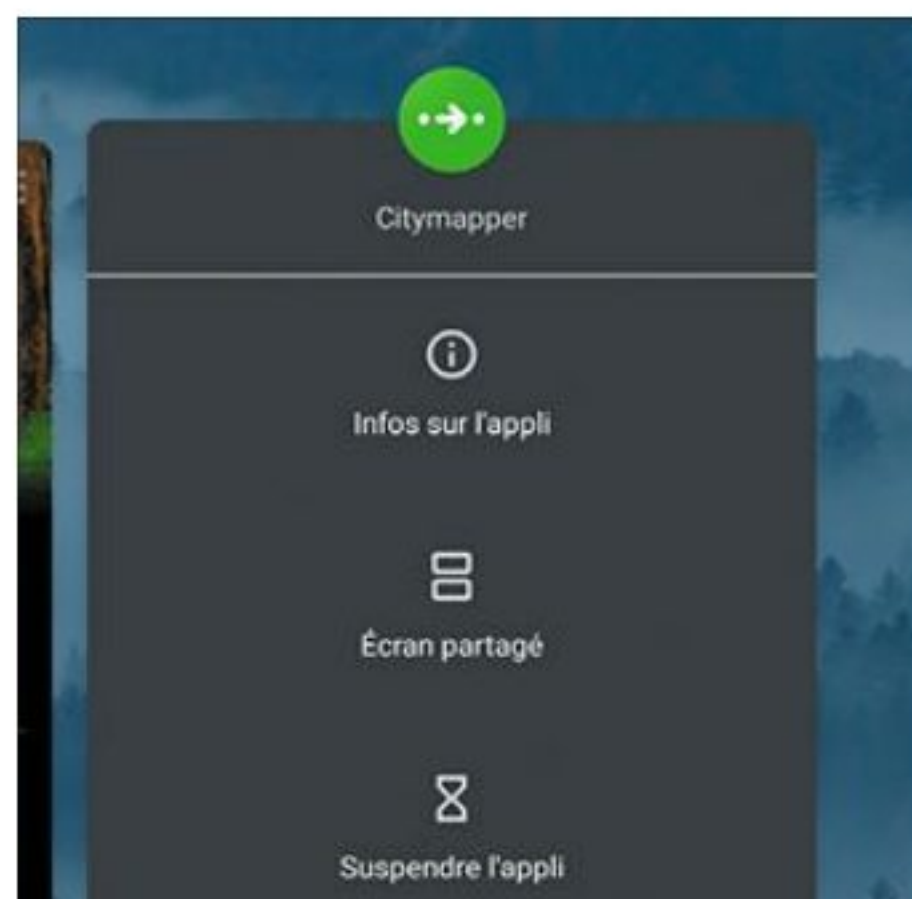 Citymapper
Infos sur l'appli
Écran partagé
Suspendre l'appli